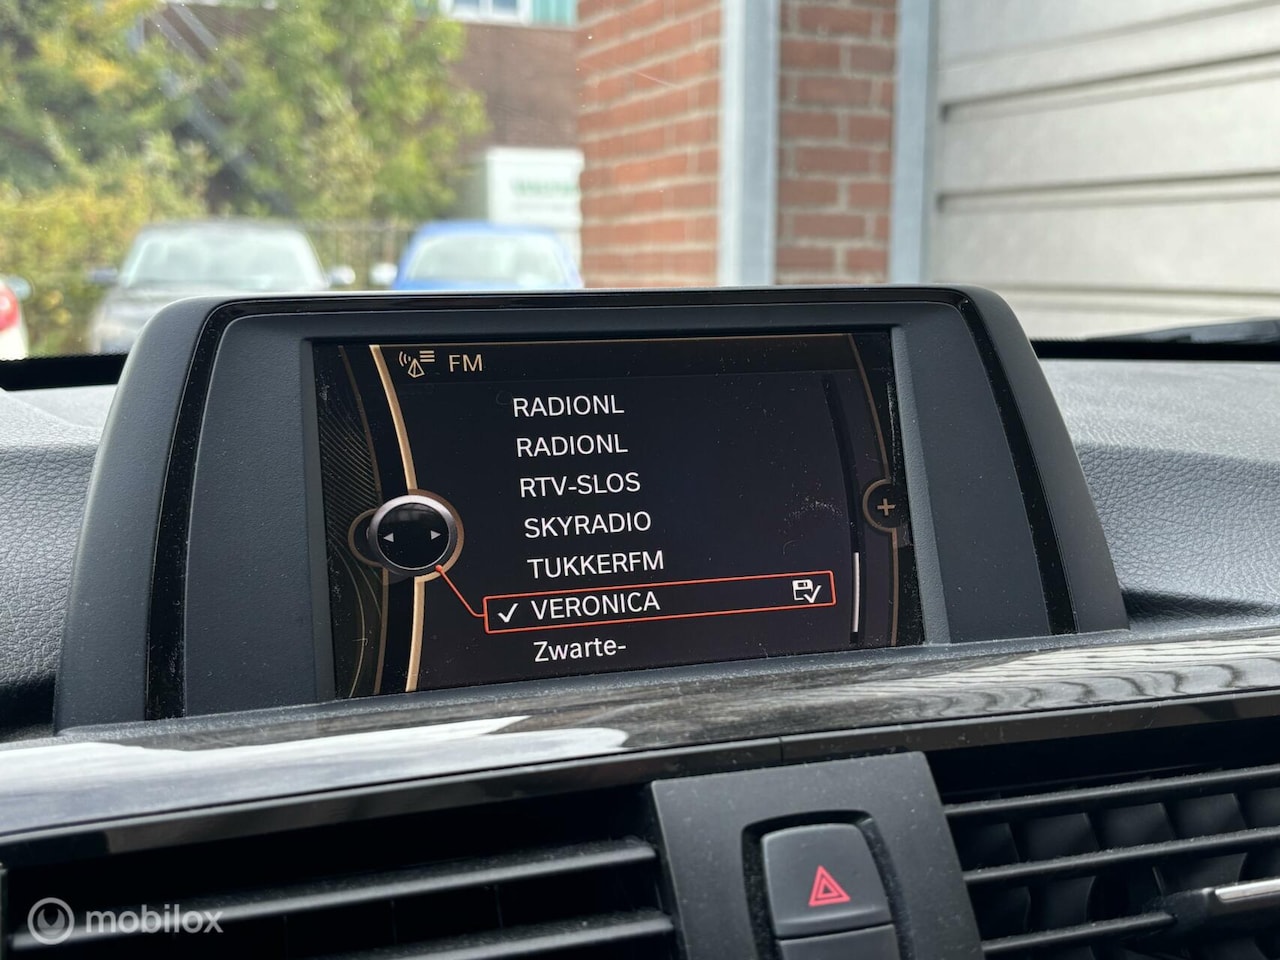 FM
RADIONL
RADIONL
RTV-SLOS
SKYRADIO
TUKKERFM
VERONICA
Zwarte-
mobilox